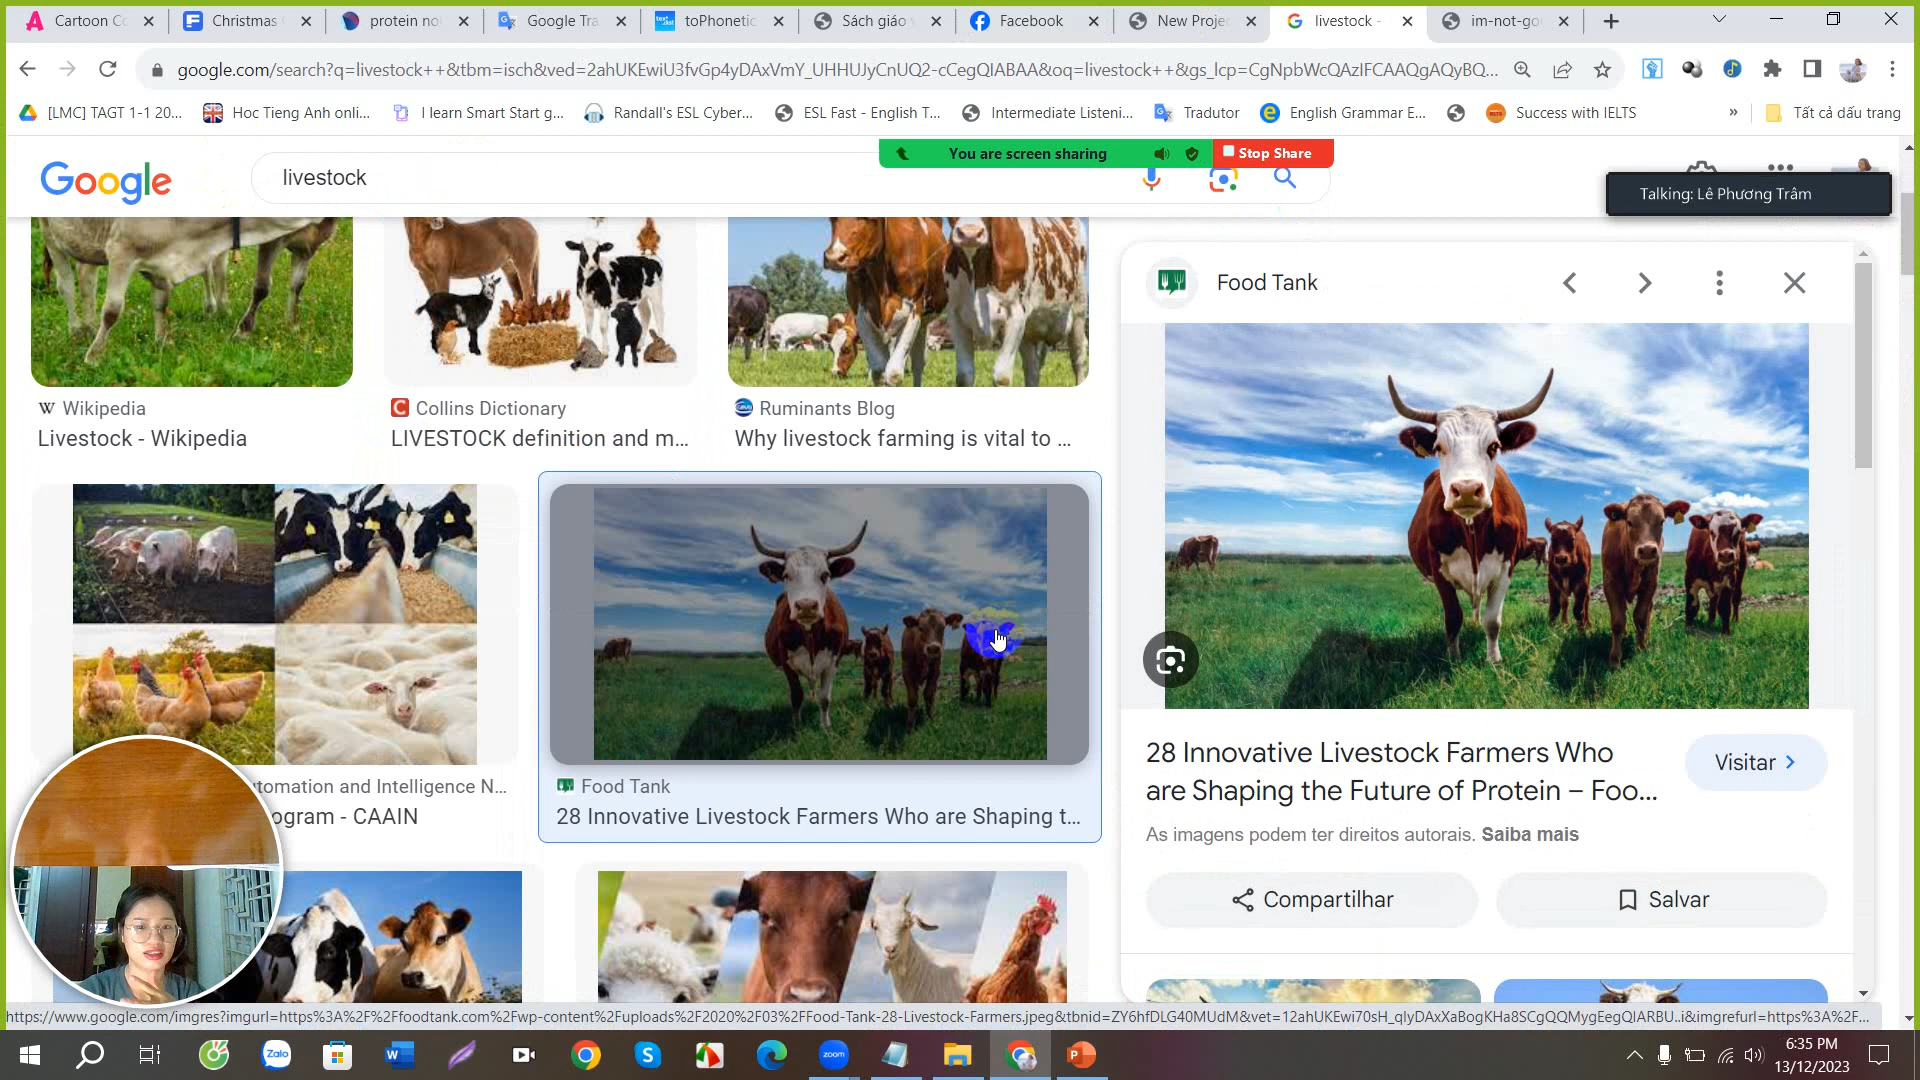 Cartoon Co
Christmas
protein no
Google Tra
toPhonetic
Sách giáo
Facebook
New Proje
livestock -
im-not-go
google.com/search?q=livestock++&tbm=isch&ved=2ahUKEwiU3fvGp4yDAxVmY_UHHUJyCnUQ2-cCegQIABAA&oq=livestock++&gs_lcp=CgNpbWcQAzIFCAAQgAQyBQ...
[LMC] TAGT 1-1 20...
Hoc Tieng Anh onli...
I learn Smart Start g...
Randall's ESL Cyber...
ESL Fast - English T...
Intermediate Listeni...
Tradutor
English Grammar E...
Success with IELTS
»
Tất cả dấu trang
You are screen sharing
Stop Share
Google
livestock
Talking: Lê Phương Trâm
Food Tank
W Wikipedia
Livestock - Wikipedia
C Collins Dictionary
LIVESTOCK definition and m...
Ruminants Blog
Why livestock farming is vital to ...
utomation and Intelligence N...
ogram - CAAIN
Food Tank
28 Innovative Livestock Farmers Who are Shaping t...
28 Innovative Livestock Farmers Who
are Shaping the Future of Protein – Foo...
Visitar
As imagens podem ter direitos autorais. Saiba mais
Compartilhar
Salvar
https://www.google.com/imgres?imgurl=https%3A%2F%2Ffoodtank.com%2Fwp-content%2Fuploads%2F2020%2F03%2FFood-Tank-28-Livestock-Farmers.jpeg&tbnid=ZY6hfDLG40MUdM&vet=12ahUKEwi70sH_qIyDAxXaBogKHa8SCgQQMygEegQIARBU..i&imgrefurl=https%3A%2F...
Zalo
zoom
6:35 PM
13/12/2023